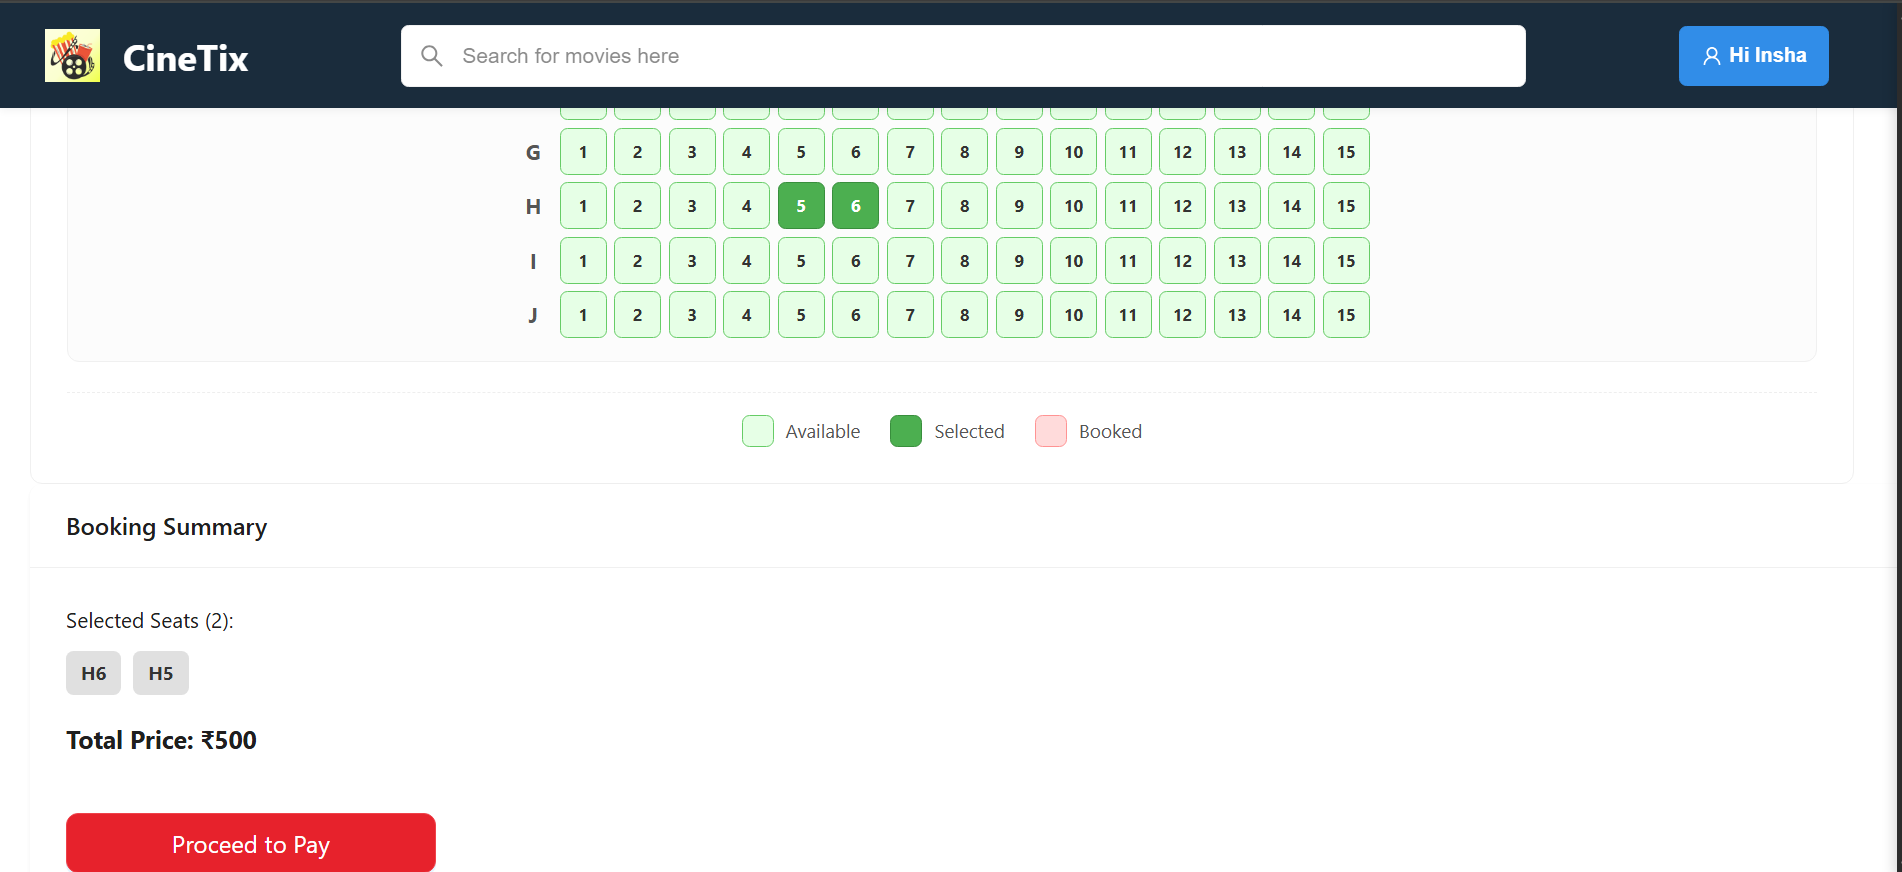 CineTix
Search for movies here
Hi Insha
G 1 2 3 4 5 6 7 8 9 10 11 12 13 14 15
H 1 2 3 4 5 6 7 8 9 10 11 12 13 14 15
I 1 2 3 4 5 6 7 8 9 10 11 12 13 14 15
J 1 2 3 4 5 6 7 8 9 10 11 12 13 14 15
Available Selected Booked
Booking Summary
Selected Seats (2):
H6 H5
Total Price: ₹500
Proceed to Pay